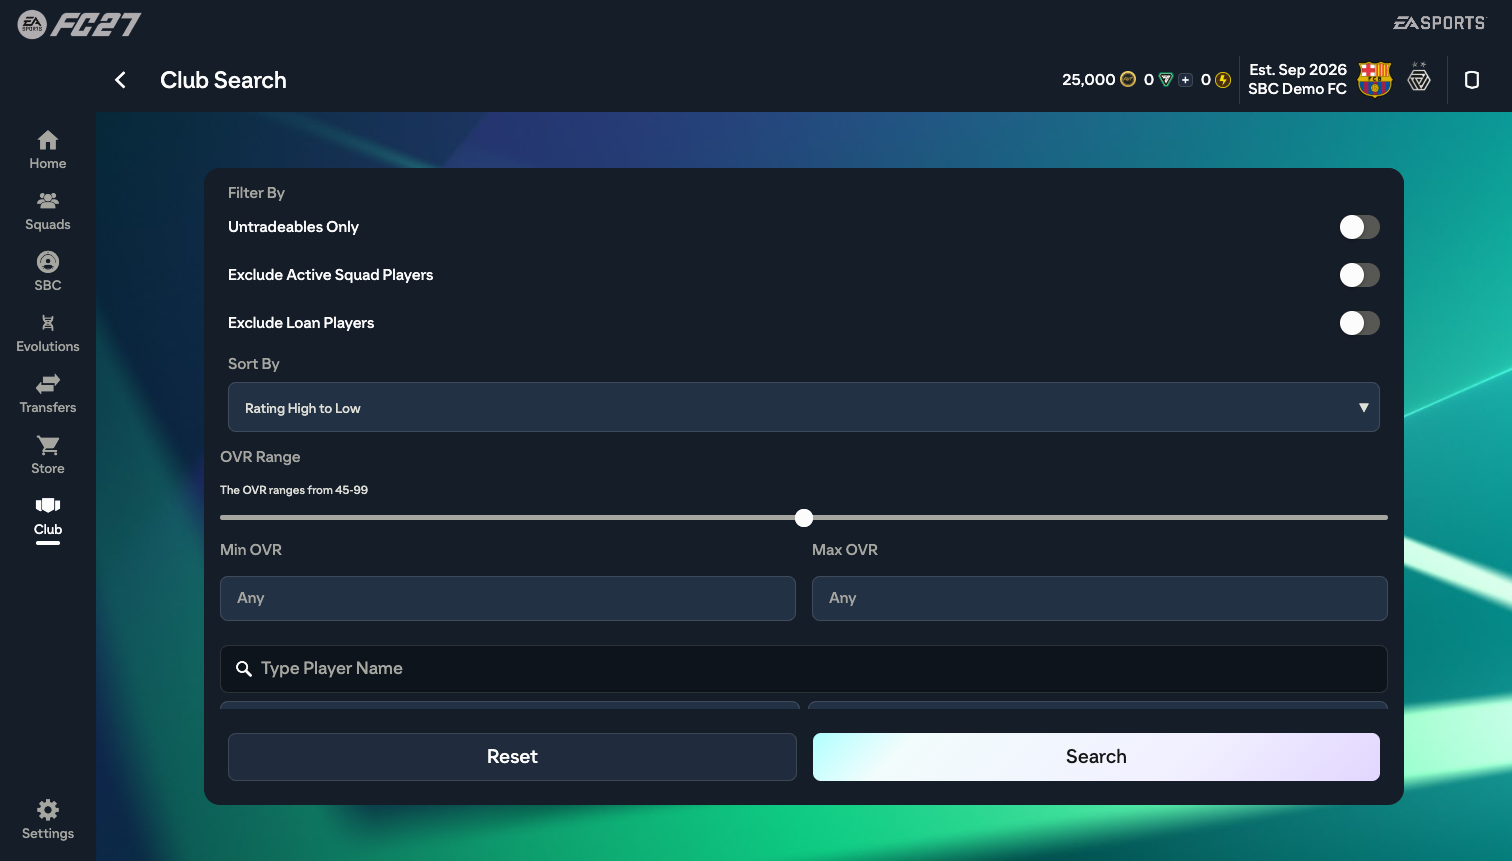 EA SPORTS FC27
EA SPORTS
Club Search
25,000 0 0
Est. Sep 2026
SBC Demo FC
Home
Squads
SBC
Evolutions
Transfers
Store
Club
Settings
Filter By
Untradeables Only
Exclude Active Squad Players
Exclude Loan Players
Sort By
Rating High to Low
OVR Range
The OVR ranges from 45-99
Min OVR
Max OVR
Any
Any
Type Player Name
Reset
Search